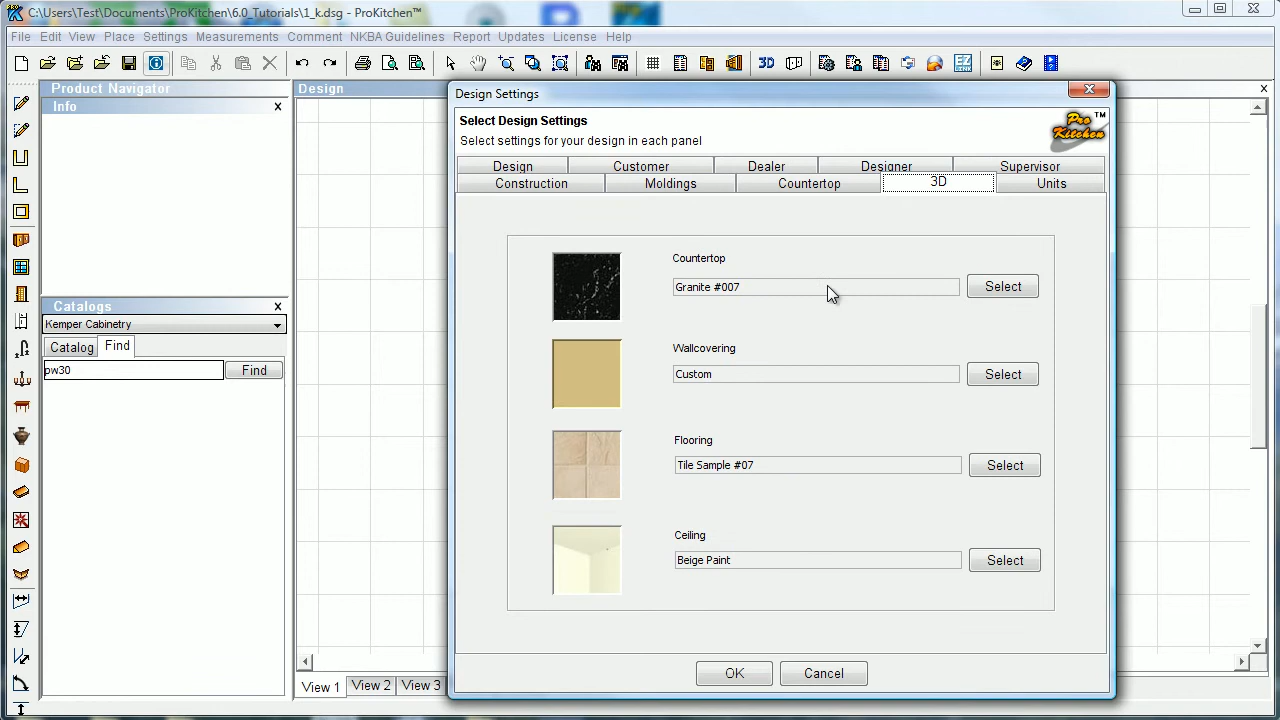 C:\Users\Test\Documents\ProKitchen\6.0_Tutorials\1_k.dsg - ProKitchen™
File Edit View Place Settings Measurements Comment NKBA Guidelines Report Updates License Help
3D EZ
Product Navigator
Info
Catalogs
Kemper Cabinetry
Catalog Find
pw30 Find
Design
View 1 View 2 View 3
Design Settings
Select Design Settings
Select settings for your design in each panel
Pro Kitchen™
Design Customer Dealer Designer Supervisor
Construction Moldings Countertop 3D Units
Countertop
Granite #007 Select
Wallcovering
Custom Select
Flooring
Tile Sample #07 Select
Ceiling
Beige Paint Select
OK Cancel